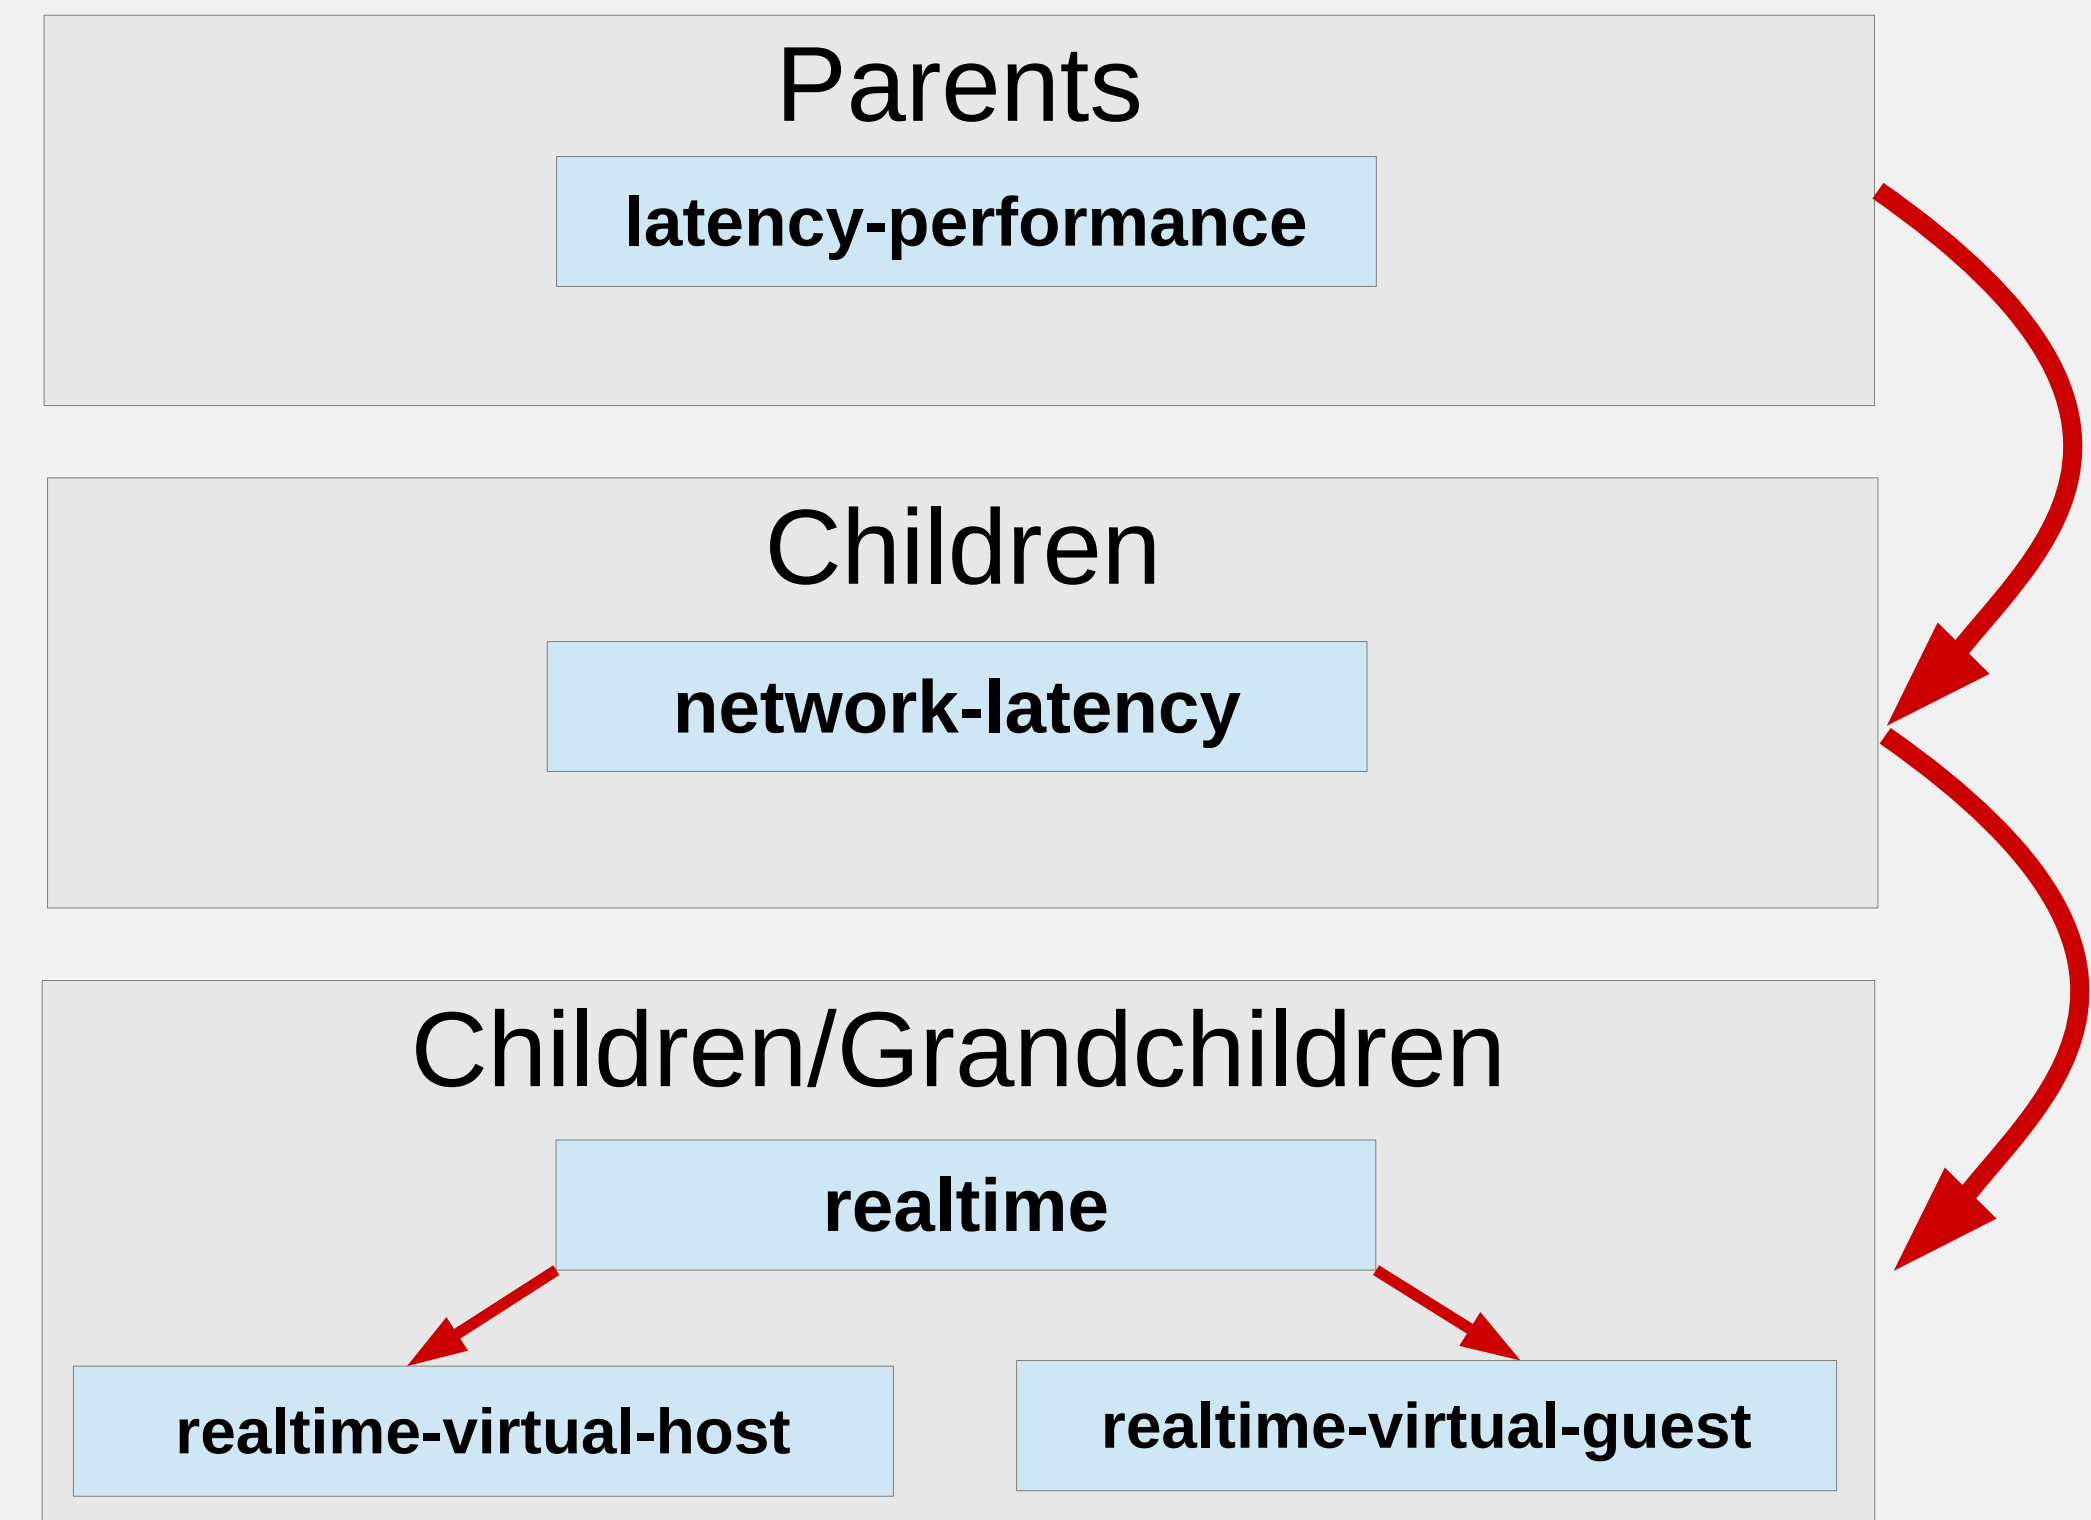 Parents
latency-performance
Children
network-latency
Children/Grandchildren
realtime
realtime-virtual-host
realtime-virtual-guest